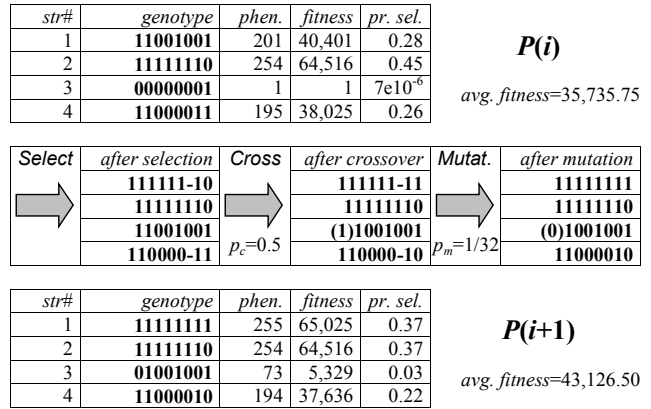 str# genotype phen. fitness pr. sel.
1 11001001 201 40,401 0.28
2 11111110 254 64,516 0.45
3 00000001 1 1 7e10-6
4 11000011 195 38,025 0.26
P(i)
avg. fitness=35,735.75
Select after selection Cross after crossover Mutat. after mutation
111111-10 111111-11 11111111
11111110 11111110 11111110
11001001 (1)1001001 (0)1001001
110000-11 pc=0.5 110000-10 pm=1/32 11000010
str# genotype phen. fitness pr. sel.
1 11111111 255 65,025 0.37
2 11111110 254 64,516 0.37
3 01001001 73 5,329 0.03
4 11000010 194 37,636 0.22
P(i+1)
avg. fitness=43,126.50